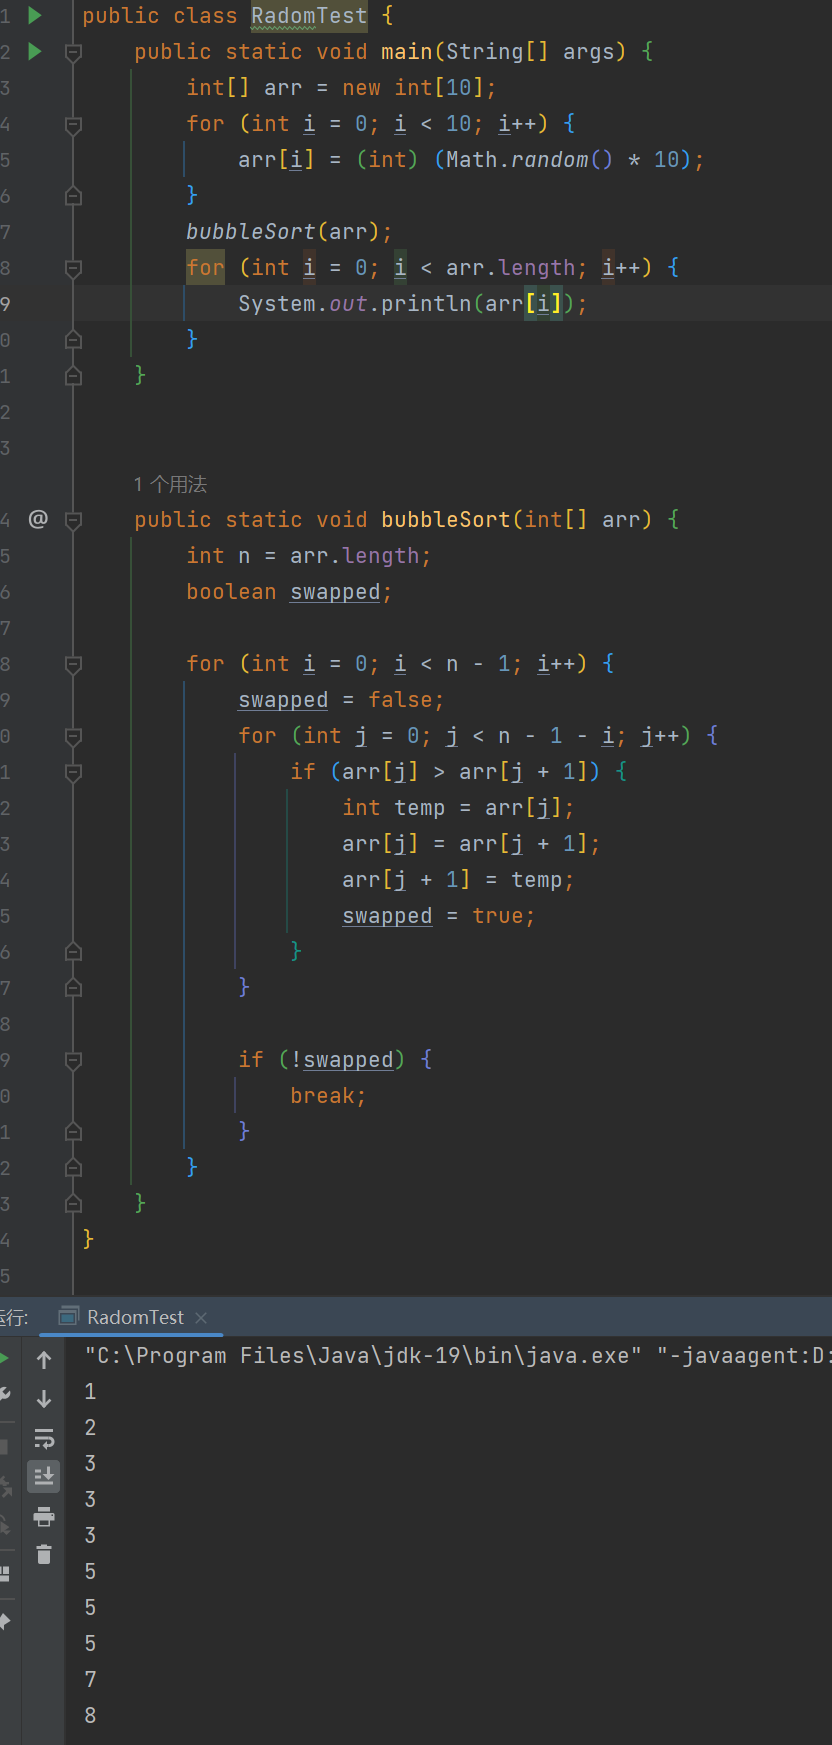 1 public class RadomTest {
2 public static void main(String[] args) {
3 int[] arr = new int[10];
4 for (int i = 0; i < 10; i++) {
5 arr[i] = (int) (Math.random() * 10);
6 }
7 bubbleSort(arr);
8 for (int i = 0; i < arr.length; i++) {
9 System.out.println(arr[i]);
0 }
1 }
2
3
1 个用法
4 @ public static void bubbleSort(int[] arr) {
5 int n = arr.length;
6 boolean swapped;
7
8 for (int i = 0; i < n - 1; i++) {
9 swapped = false;
0 for (int j = 0; j < n - 1 - i; j++) {
1 if (arr[j] > arr[j + 1]) {
2 int temp = arr[j];
3 arr[j] = arr[j + 1];
4 arr[j + 1] = temp;
5 swapped = true;
6 }
7 }
8
9 if (!swapped) {
0 break;
1 }
2 }
3 }
4 }
5
运行: RadomTest
"C:\Program Files\Java\jdk-19\bin\java.exe" "-javaagent:D:
1
2
3
3
3
5
5
5
7
8